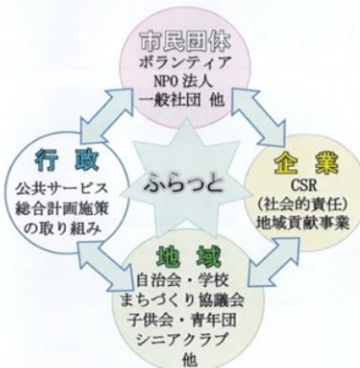 市民団体
ボランティア
NPO 法人
一般社団 他
行政
公共サービス
総合計画施策
の取り組み
ふらっと
企業
CSR
(社会的責任)
地域貢献事業
地域
自治会・学校
まちづくり協議会
子供会・青年団
シニアクラブ
他